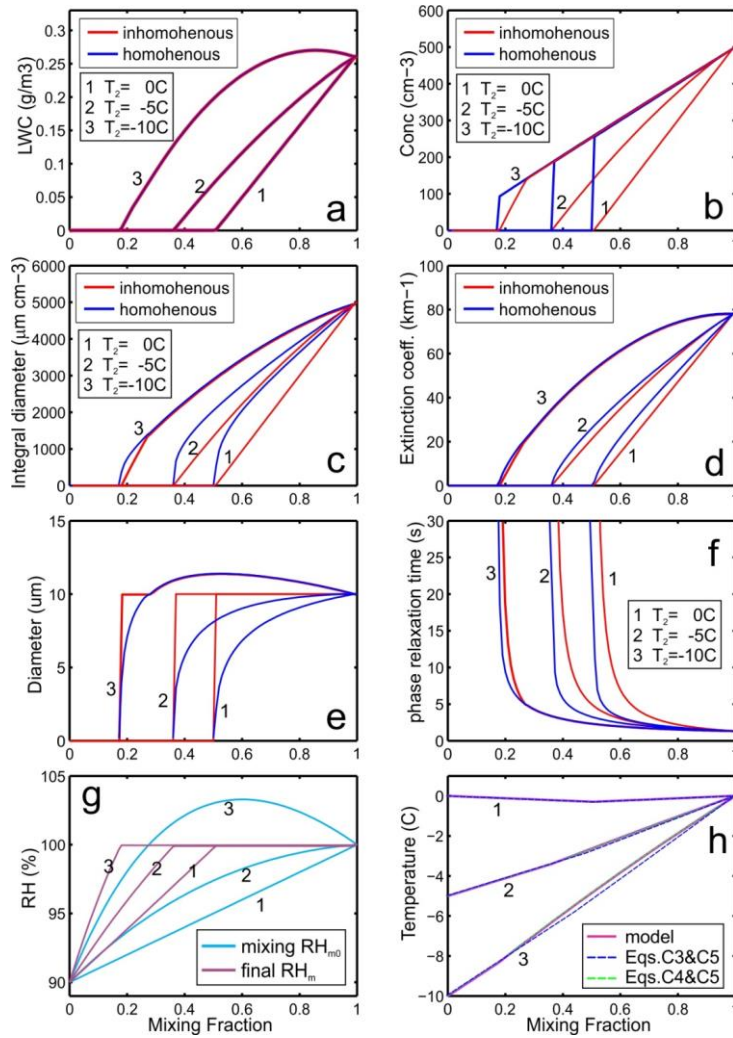 0.3
0.25
0.2
0.15
0.1
0.05
0
LWC (g/m3)
inhomohenous
homohenous
1 T2= 0C
2 T2= -5C
3 T2=-10C
3
2
1
a
0 0.2 0.4 0.6 0.8 1
600
500
400
300
200
100
0
Conc (cm-3)
inhomohenous
homohenous
1 T2= 0C
2 T2= -5C
3 T2=-10C
3
2
1
b
0 0.2 0.4 0.6 0.8 1
6000
5000
4000
3000
2000
1000
0
Integral diameter (µm cm-3)
inhomohenous
homohenous
1 T2= 0C
2 T2= -5C
3 T2=-10C
3
2
1
c
0 0.2 0.4 0.6 0.8 1
100
80
60
40
20
0
Extinction coeff. (km-1)
inhomohenous
homohenous
3
2
1
d
0 0.2 0.4 0.6 0.8 1
15
10
5
0
Diameter (um)
3
2
1
e
0 0.2 0.4 0.6 0.8 1
30
25
20
15
10
5
0
phase relaxation time (s)
3
2
1
f
1 T2= 0C
2 T2= -5C
3 T2=-10C
0 0.2 0.4 0.6 0.8 1
105
100
95
90
RH (%)
g
3
3
2
1
2
1
mixing RHm0
final RHm
0 0.2 0.4 0.6 0.8 1
Mixing Fraction
0
-2
-4
-6
-8
-10
Temperature (C)
1
2
3
h
model
Eqs.C3&C5
Eqs.C4&C5
0 0.2 0.4 0.6 0.8 1
Mixing Fraction